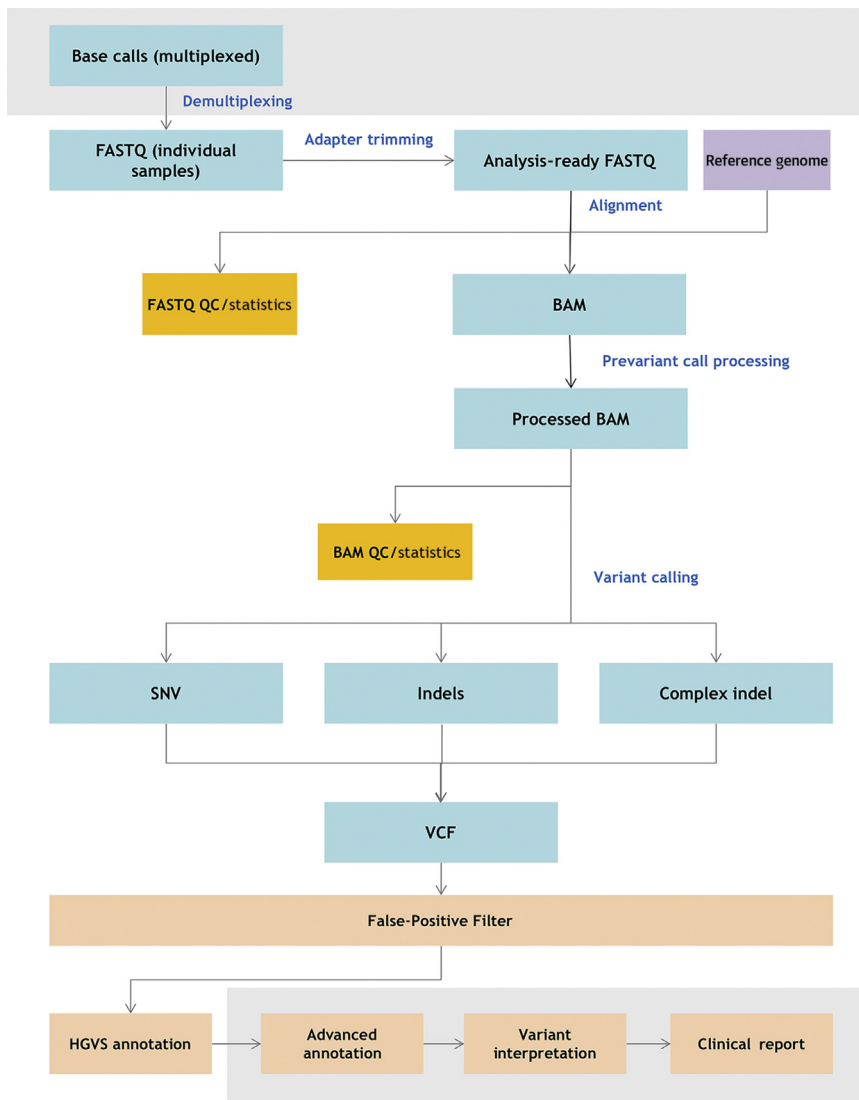 Base calls (multiplexed)
Demultiplexing
FASTQ (individual
samples)
Adapter trimming
Analysis-ready FASTQ
Reference genome
Alignment
FASTQ QC/statistics
BAM
Prevariant call processing
Processed BAM
BAM QC/statistics
Variant calling
SNV
Indels
Complex indel
VCF
False-Positive Filter
HGVS annotation
Advanced
annotation
Variant
interpretation
Clinical report